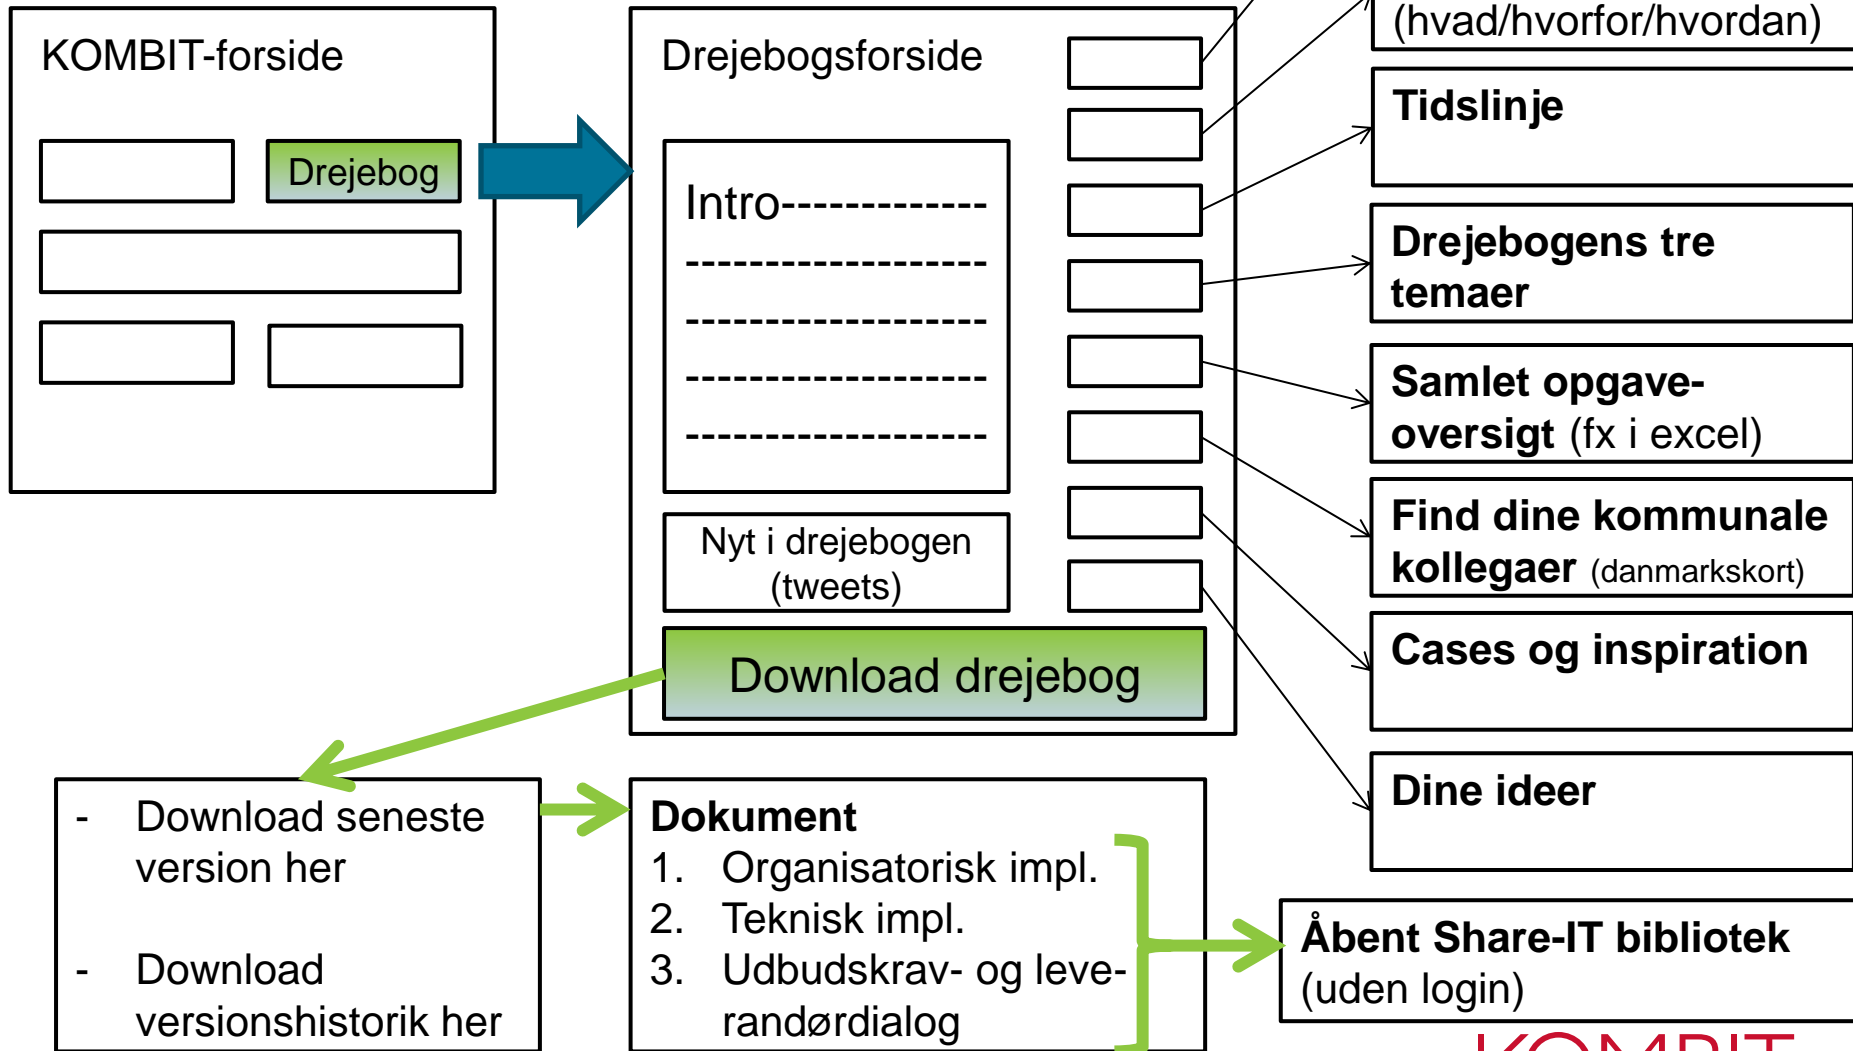 KOMBIT-forside
Drejebog
Drejebogsforside
Intro-------------
-------------------
-------------------
-------------------
-------------------
Nyt i drejebogen
(tweets)
Download drejebog
(hvad/hvorfor/hvordan)
Tidslinje
Drejebogens tre
temaer
Samlet opgave-
oversigt (fx i excel)
Find dine kommunale
kollegaer (danmarkskort)
Cases og inspiration
Dine ideer
- Download seneste
version her
- Download
versionshistorik her
Dokument
1. Organisatorisk impl.
2. Teknisk impl.
3. Udbudskrav- og leve-
randørdialog
Åbent Share-IT bibliotek
(uden login)
KOMBIT